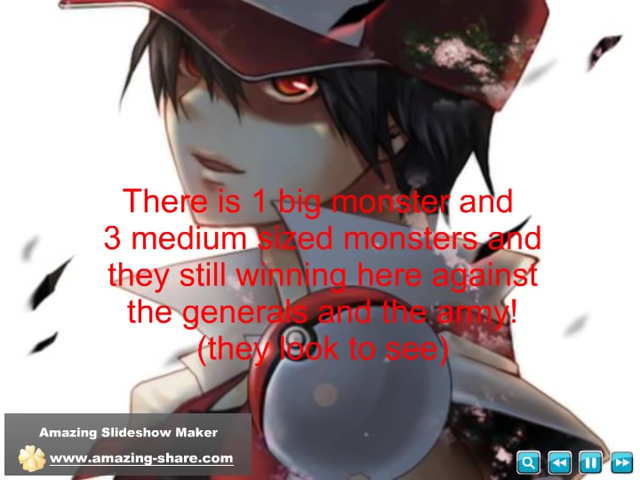 There is 1 big monster and
3 medium sized monsters and
they still winning here against
the generals and the army!
(they look to see)
Amazing Slideshow Maker
www.amazing-share.com